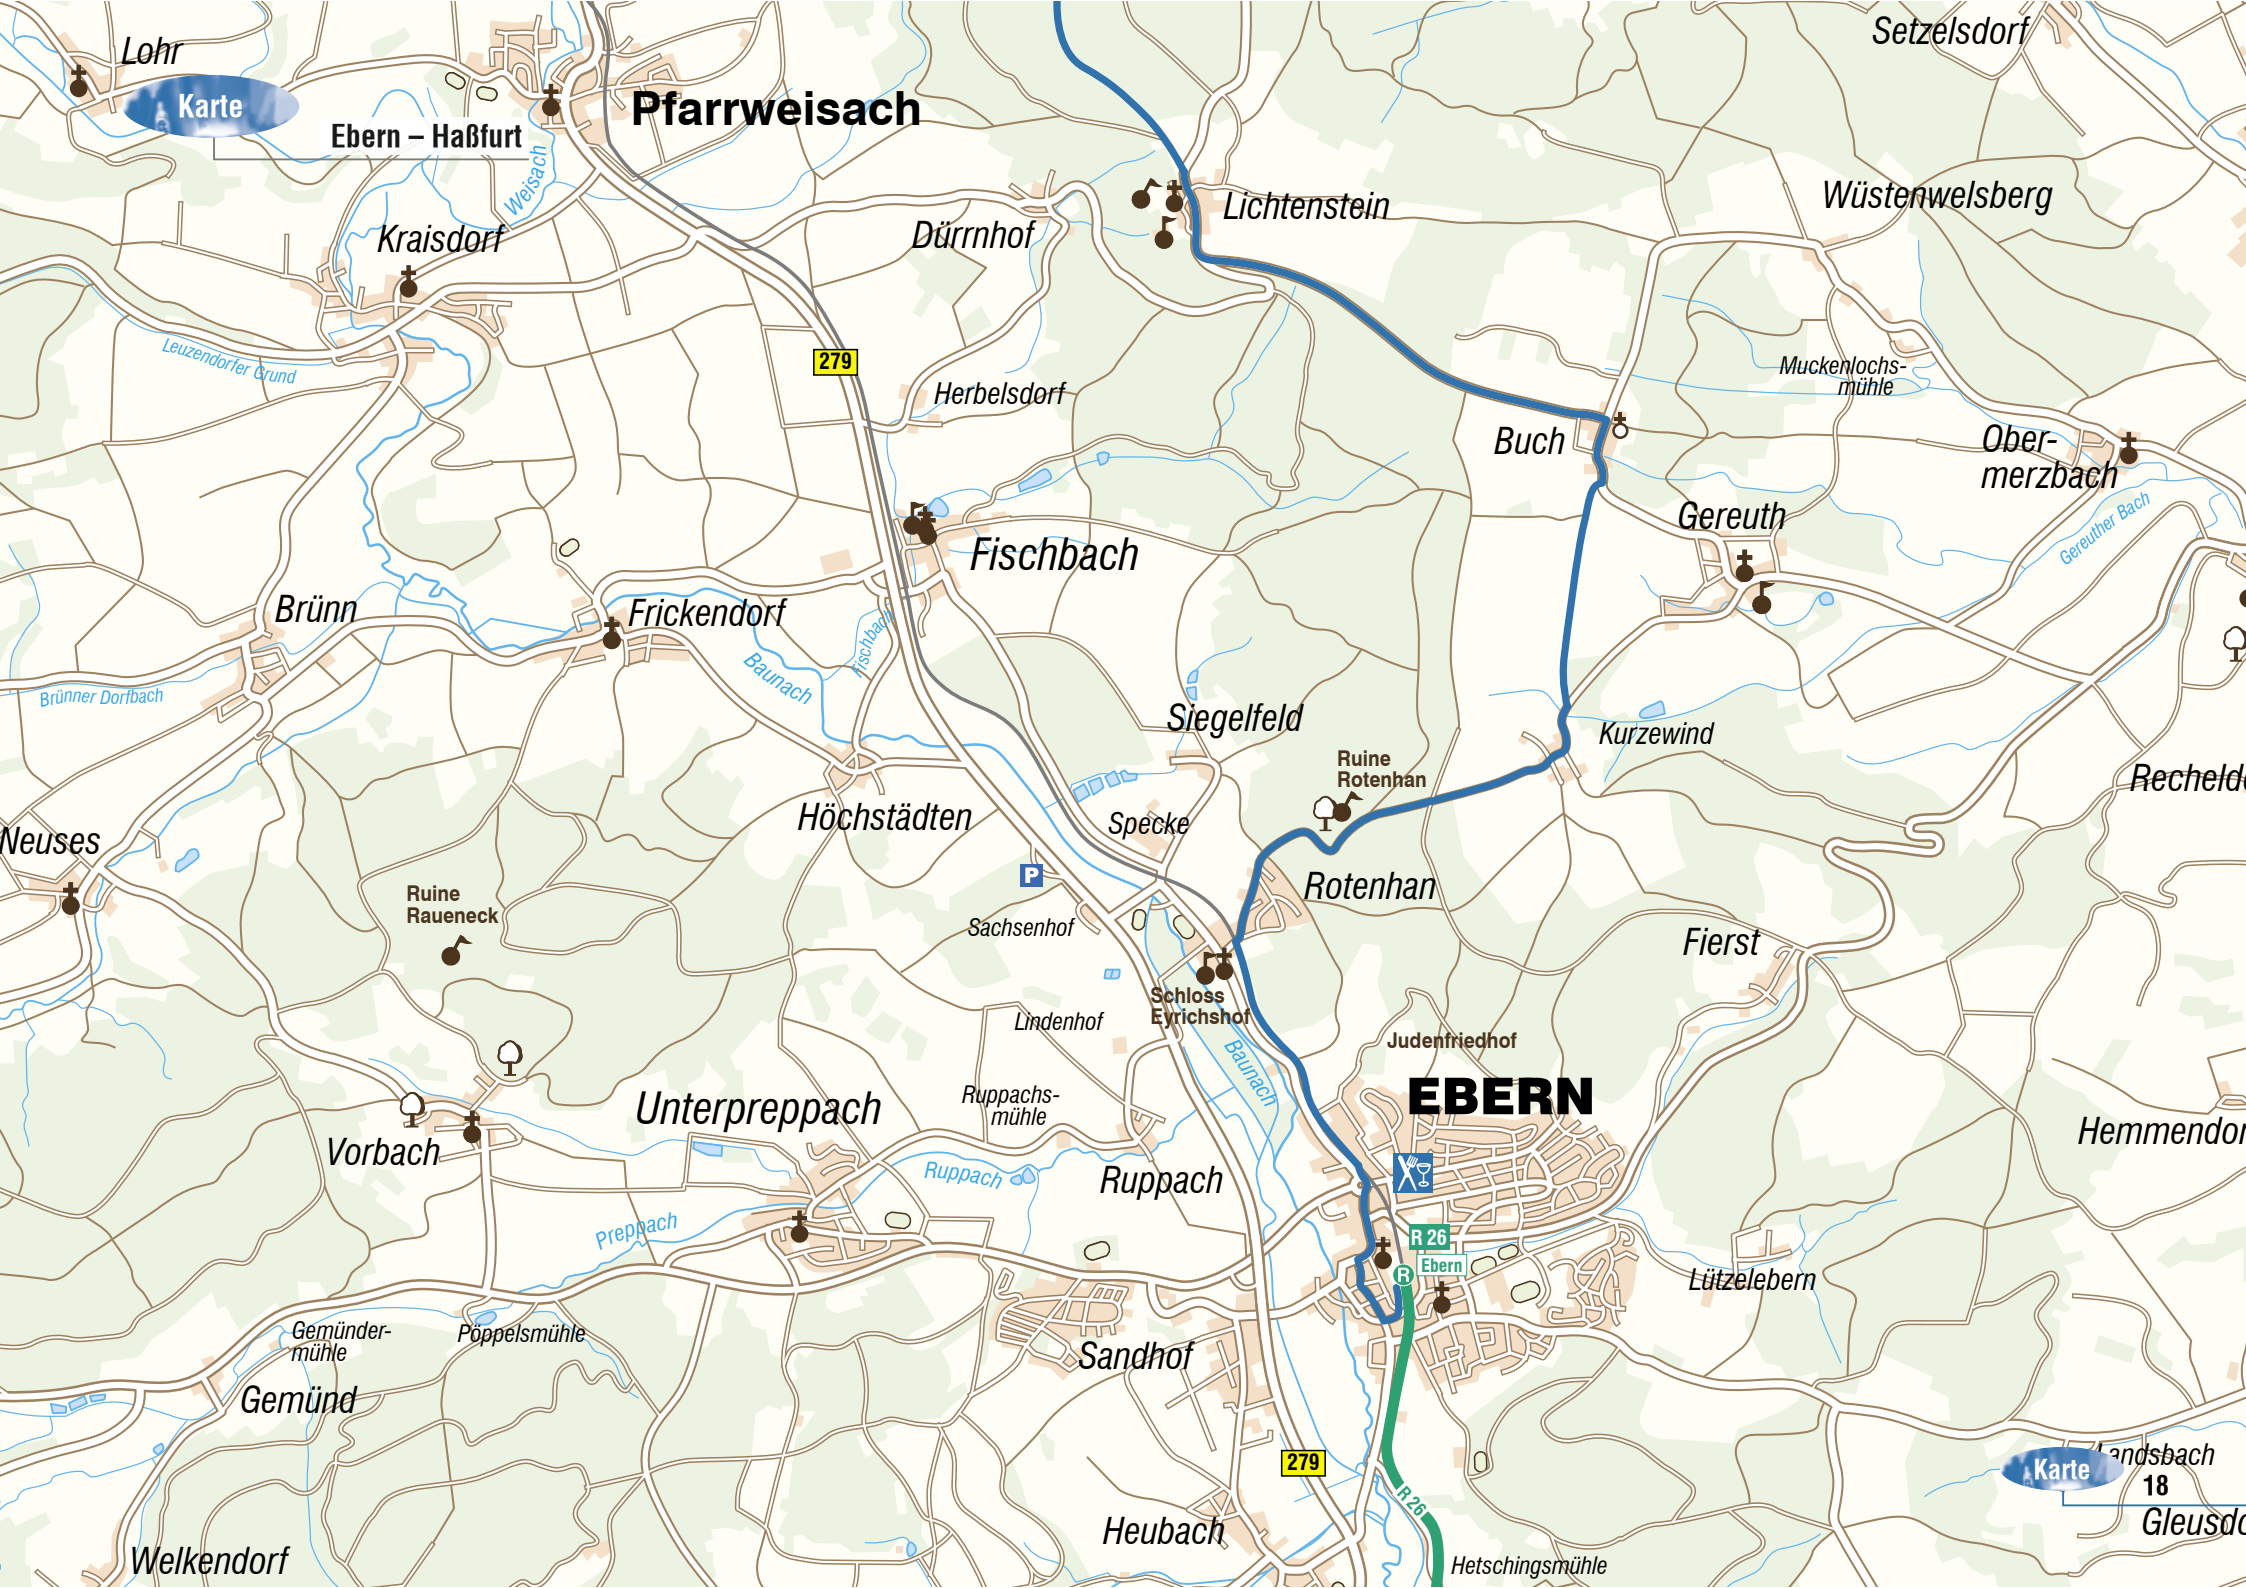 Lohr
Karte
Ebern – Haßfurt
Pfarrweisach
Setzelsdorf
Weisach
Kraisdorf
Dürrnhof
Lichtenstein
Wüstenwelsberg
Leuzendorfer Grund
279
Herbelsdorf
Muckenlochs-
mühle
Buch
Ober-
merzbach
Gereuth
Gereuther Bach
Fischbach
Brünn
Frickendorf
Fischbach
Baunach
Brünner Dorfbach
Siegelfeld
Kurzewind
Ruine
Rotenhan
Höchstädten
Specke
Neuses
P
Rotenhan
Ruine
Raueneck
Sachsenhof
Fierst
Schloss
Eyrichshof
Lindenhof
Baunach
Judenfriedhof
EBERN
Unterpreppach
Ruppachs-
mühle
Vorbach
Ruppach
Ruppach
Hemmendor
Preppach
R 26
Ebern
R
Lützelebern
Gemünder-
mühle
Pöppelsmühle
Sandhof
Gemünd
279
Landsbach
Karte
18
R 26
Heubach
Gleusdo
Welkendorf
Hetschingsmühle